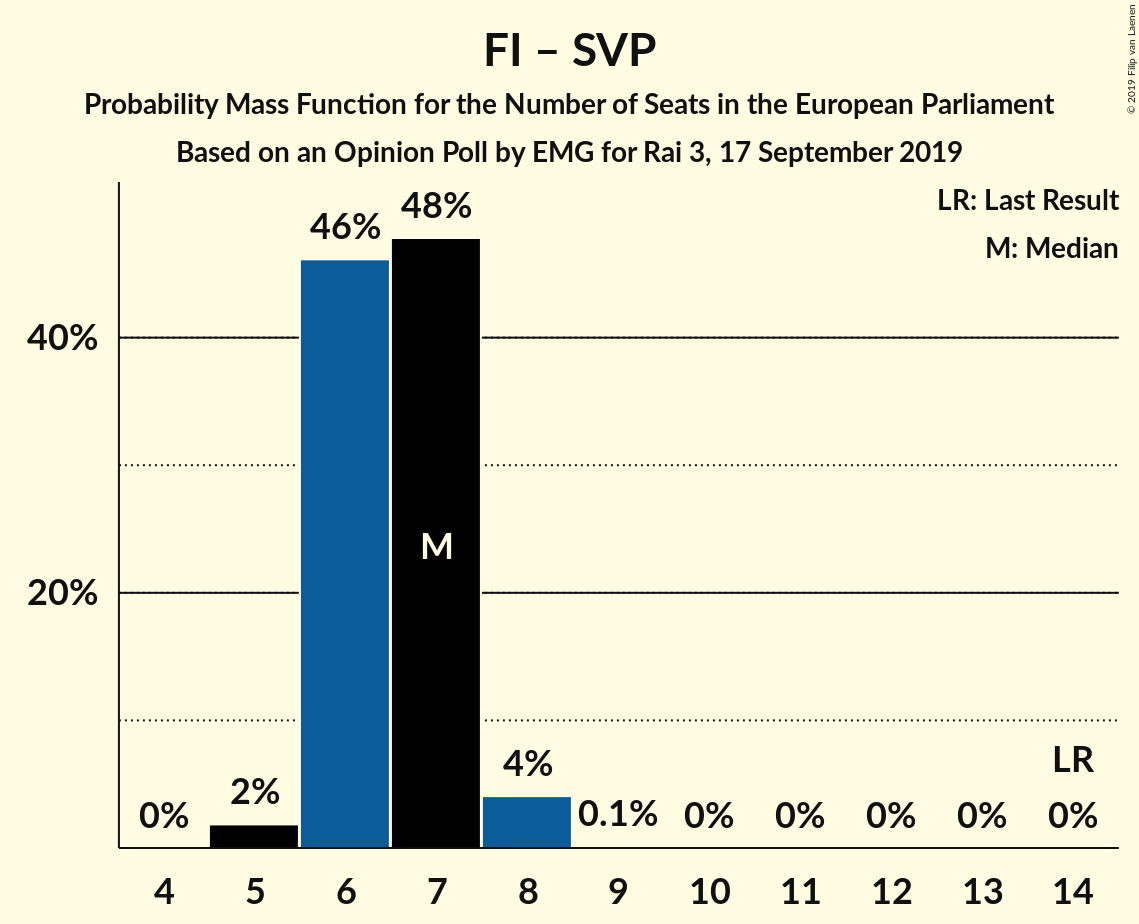 FI – SVP
Probability Mass Function for the Number of Seats in the European Parliament
Based on an Opinion Poll by EMG for Rai 3, 17 September 2019
© 2019 Filip van Laenen
LR: Last Result
M: Median
48%
46%
40%
M
20%
LR
4%
2%
0%
0.1%
0%
0%
0%
0%
0%
4 5 6 7 8 9 10 11 12 13 14